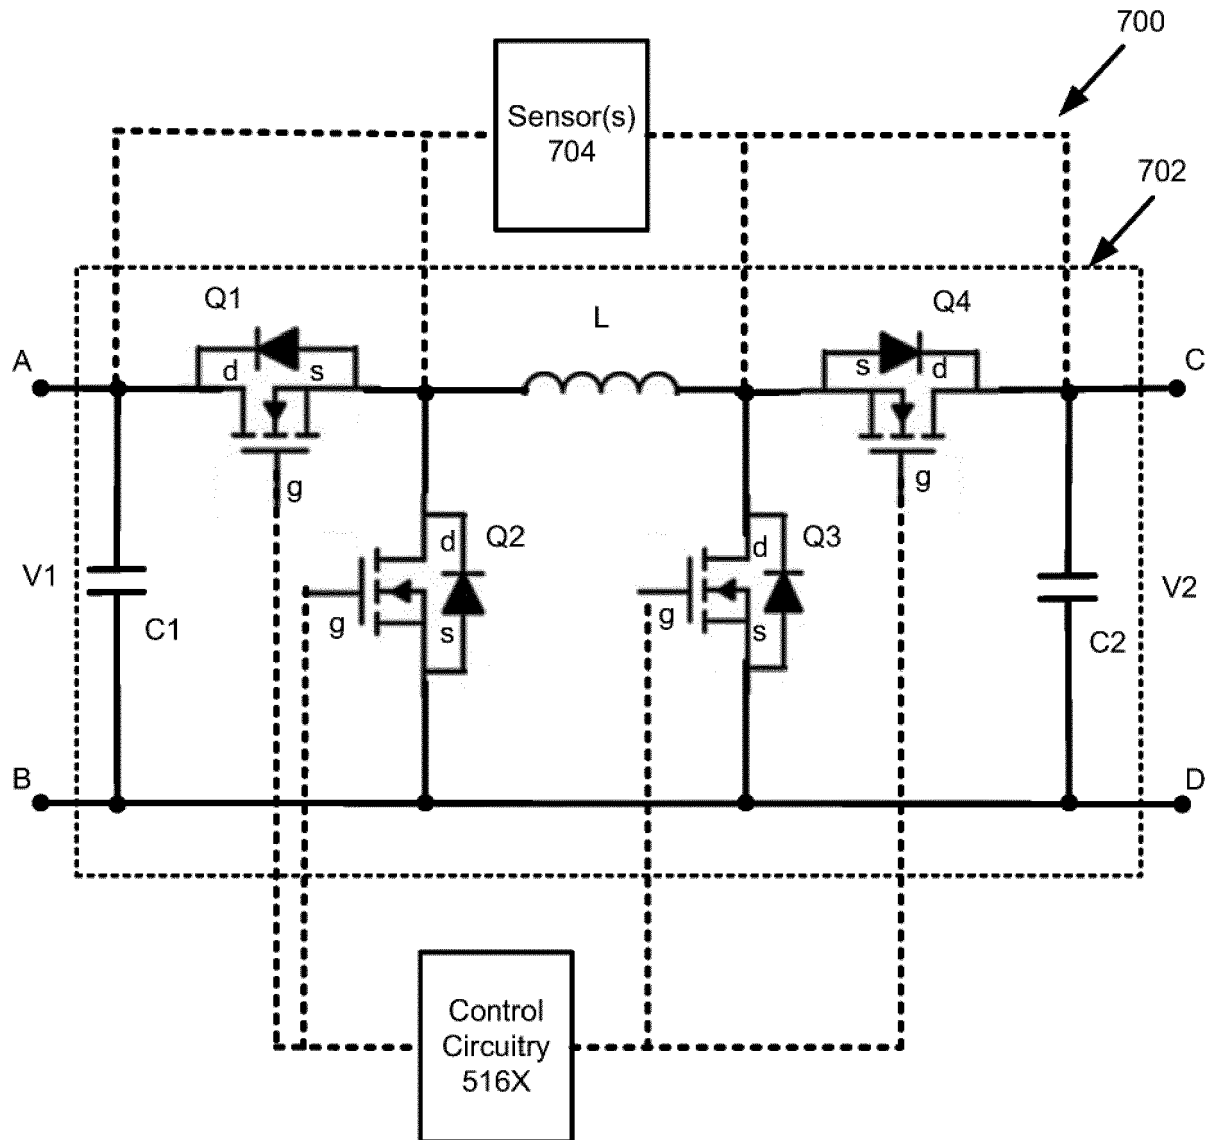 700
Sensor(s)
704
702
Q1
L
Q4
A
d
s
s
d
C
g
g
d
Q2
d
Q3
V1
g
g
V2
C1
s
s
C2
B
D
Control
Circuitry
516X